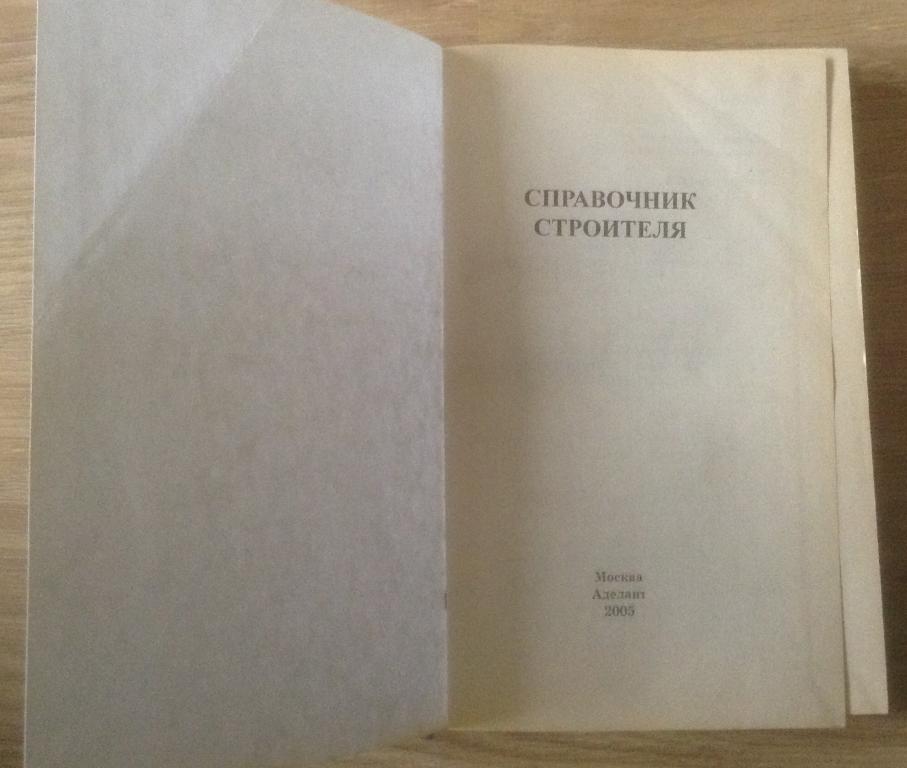 СПРАВОЧНИК
СТРОИТЕЛЯ
Москва
Аделант
2005